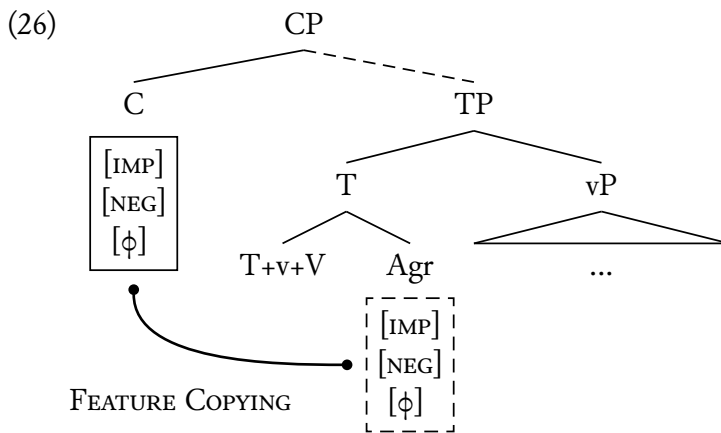 (26)
CP
C TP
[IMP]
[NEG]
[ϕ]
T vP
T+v+V Agr ...
[IMP]
[NEG]
[ϕ]
FEATURE COPYING